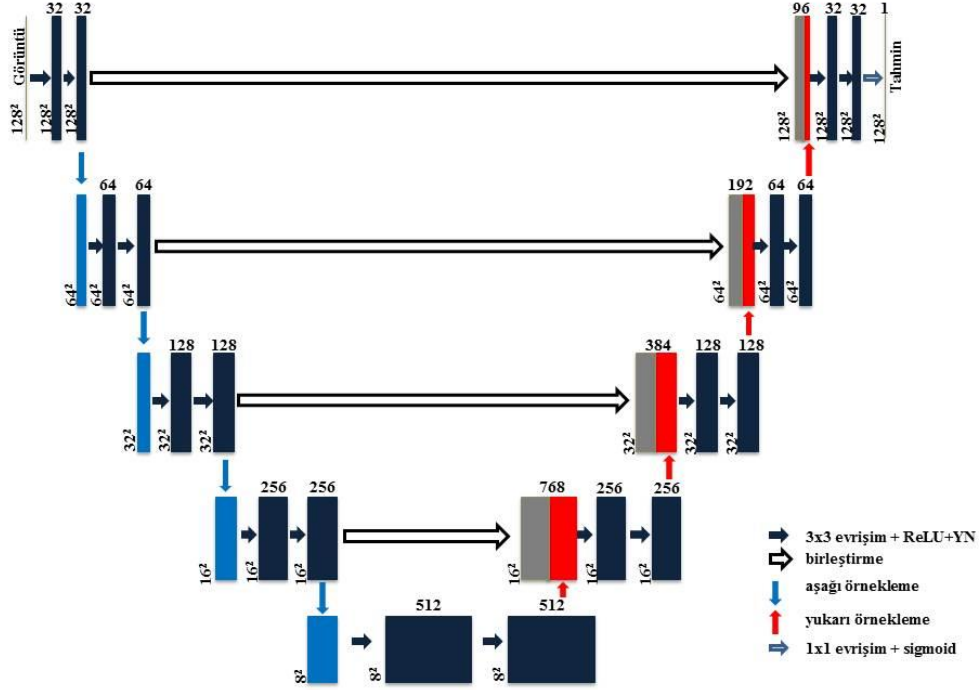 32 32 96 32 32 1
Görüntü Tahmin
128² 128² 128² 128² 128² 128² 128²
64 64 192 64 64
64² 64² 64² 64² 64² 64²
128 128 384 128 128
32² 32² 32² 32² 32² 32²
256 256 768 256 256
16² 16² 16² 16² 16² 16²
512 512
8² 8² 8²
3x3 evrişim + ReLU+YN
birleştirme
aşağı örnekleme
yukarı örnekleme
1x1 evrişim + sigmoid